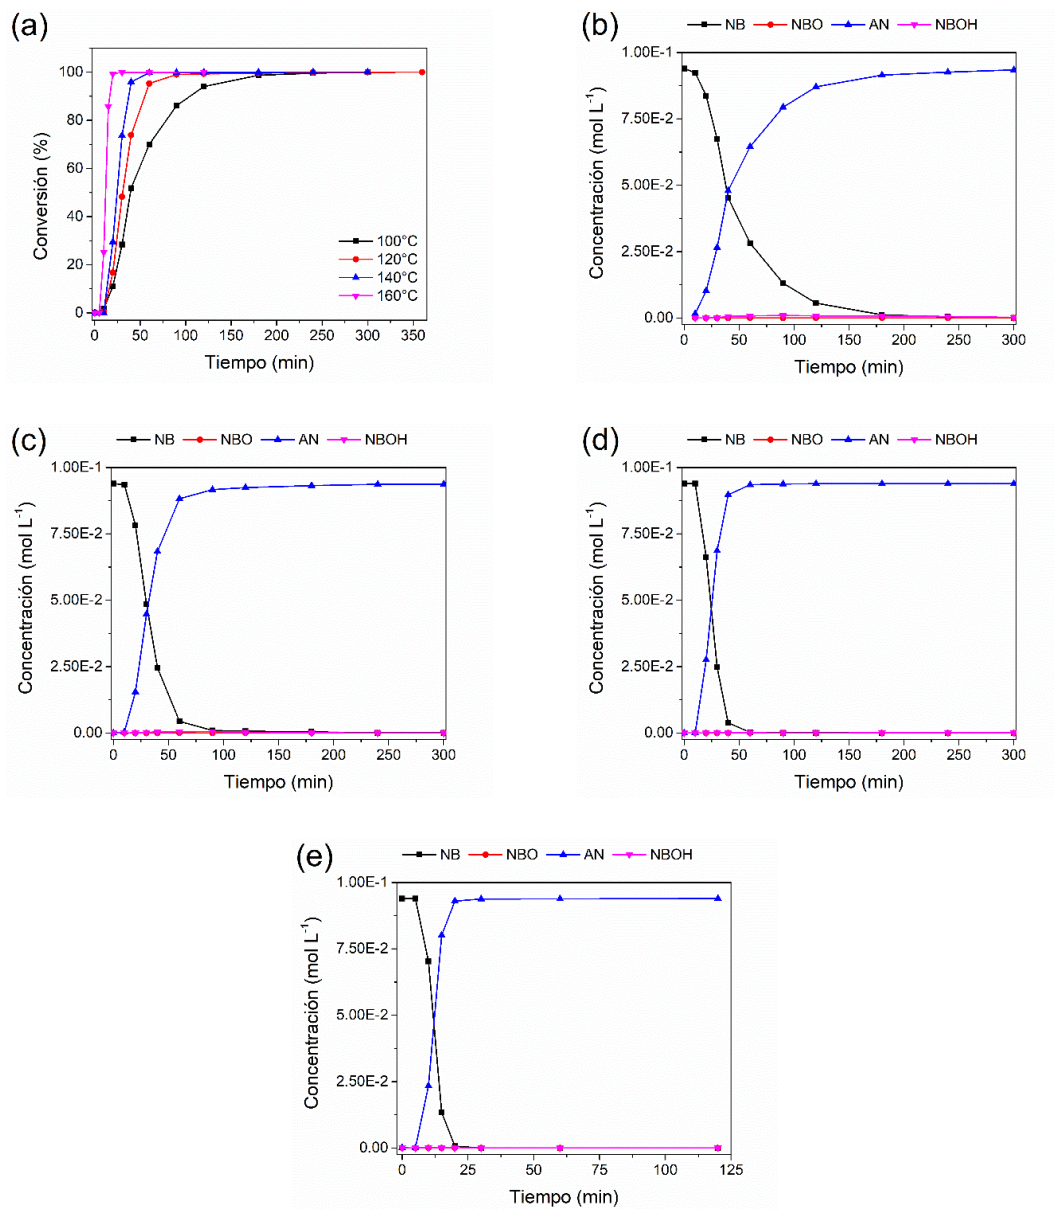 (a)
100
80
60
40
20
0
Conversión (%)
100°C
120°C
140°C
160°C
0 50 100 150 200 250 300 350
Tiempo (min)
(b)
NB NBO AN NBOH
1.00E-1
7.50E-2
5.00E-2
2.50E-2
0.00
Concentración (mol L⁻¹)
0 50 100 150 200 250 300
Tiempo (min)
(c)
NB NBO AN NBOH
1.00E-1
7.50E-2
5.00E-2
2.50E-2
0.00
Concentración (mol L⁻¹)
0 50 100 150 200 250 300
Tiempo (min)
(d)
NB NBO AN NBOH
1.00E-1
7.50E-2
5.00E-2
2.50E-2
0.00
Concentración (mol L⁻¹)
0 50 100 150 200 250 300
Tiempo (min)
(e)
NB NBO AN NBOH
1.00E-1
7.50E-2
5.00E-2
2.50E-2
0.00
Concentración (mol L⁻¹)
0 25 50 75 100 125
Tiempo (min)